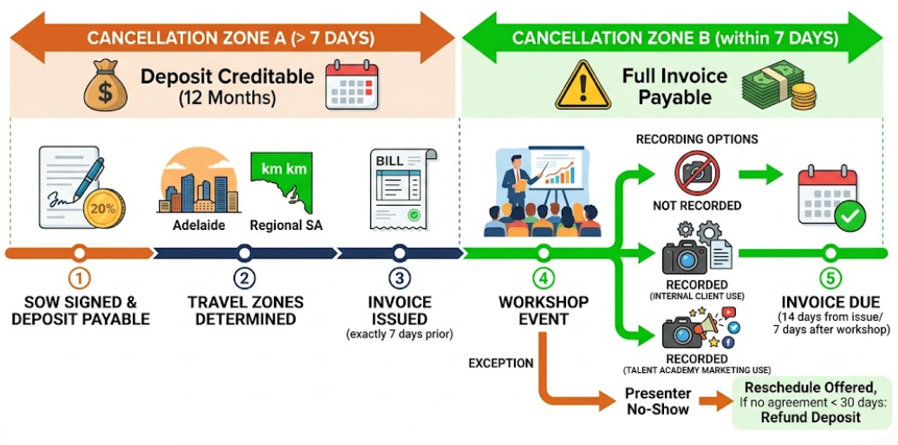 CANCELLATION ZONE A (> 7 DAYS)
CANCELLATION ZONE B (within 7 DAYS)
$
Deposit Creditable
(12 Months)
Full Invoice
Payable
20%
Adelaide
km km
Regional SA
BILL
RECORDING OPTIONS
NOT RECORDED
RECORDED
(INTERNAL CLIENT USE)
RECORDED
(TALENT ACADEMY MARKETING USE)
1
SOW SIGNED &
DEPOSIT PAYABLE
2
TRAVEL ZONES
DETERMINED
3
INVOICE
ISSUED
(exactly 7 days prior)
4
WORKSHOP
EVENT
5
INVOICE DUE
(14 days from issue/
7 days after workshop)
EXCEPTION
Presenter
No-Show
Reschedule Offered,
If no agreement < 30 days:
Refund Deposit